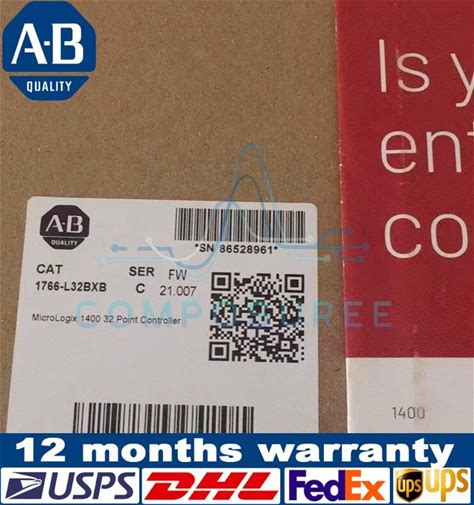 A-B
QUALITY
Is y
ent
co
A-B
QUALITY
*SN 86528961*
CAT SER FW
1766-L32BXB C 21.007
COMPOSUREE
MicroLogix 1400 32 Point Controller
1400
12 months warranty
USPS DHL FedEx ups ups